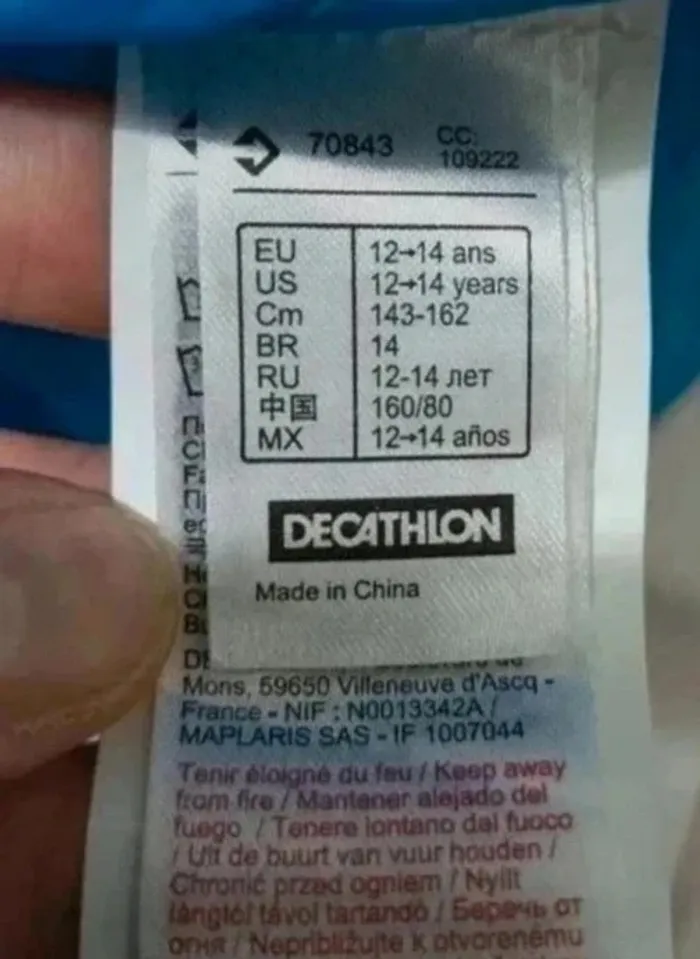 70843 CC:
109222
EU 12→14 ans
US 12→14 years
Cm 143-162
BR 14
RU 12-14 лет
中国 160/80
MX 12→14 años
DECATHLON
Made in China
Mons, 59650 Villeneuve d'Ascq -
France - NIF : N0013342A /
MAPLARIS SAS - IF 1007044
Tenir éloigné du feu / Keep away
from fire / Mantener alejado del
fuego / Tenere lontano dal fuoco
/ Uit de buurt van vuur houden /
Chronić przed ogniem / Nyílt
lángtól távol tartandó / Беречь от
огня / Nepribližujte k otvorenému